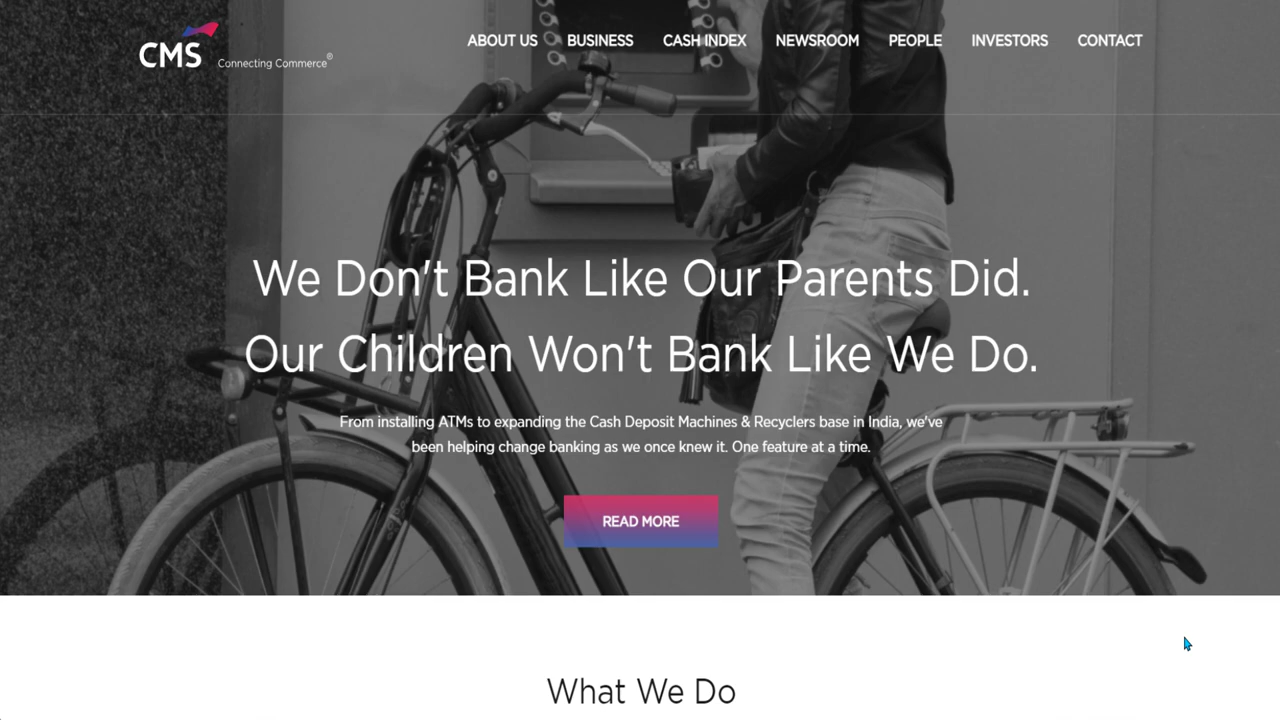 CMS Connecting Commerce®
ABOUT US BUSINESS CASH INDEX NEWSROOM PEOPLE INVESTORS CONTACT
We Don't Bank Like Our Parents Did.
Our Children Won't Bank Like We Do.
From installing ATMs to expanding the Cash Deposit Machines & Recyclers base in India, we've
been helping change banking as we once knew it. One feature at a time.
READ MORE
What We Do